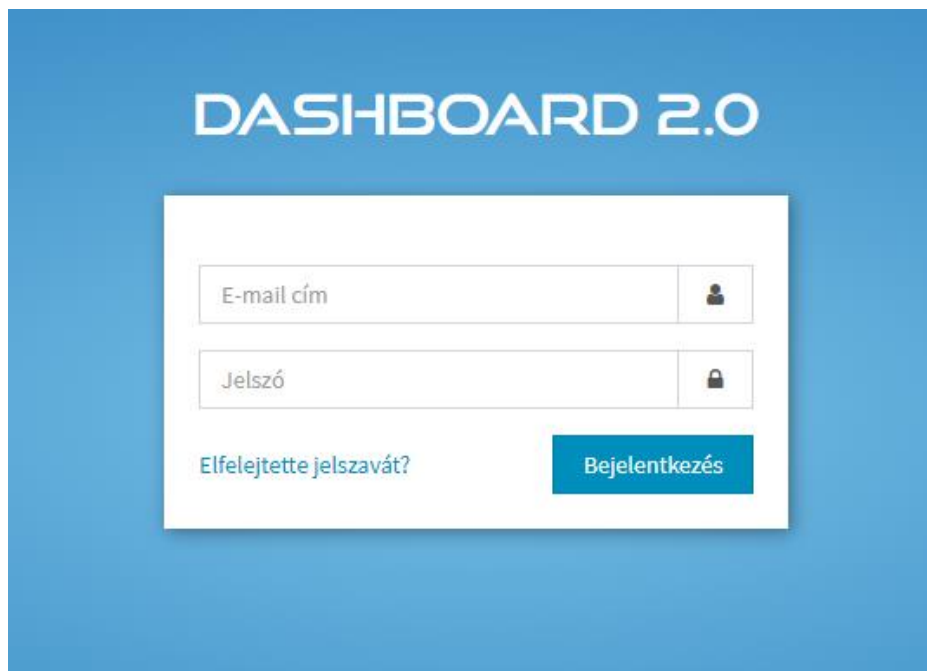 DASHBOARD 2.0
E-mail cím
Jelszó
Elfelejtette jelszavát?
Bejelentkezés